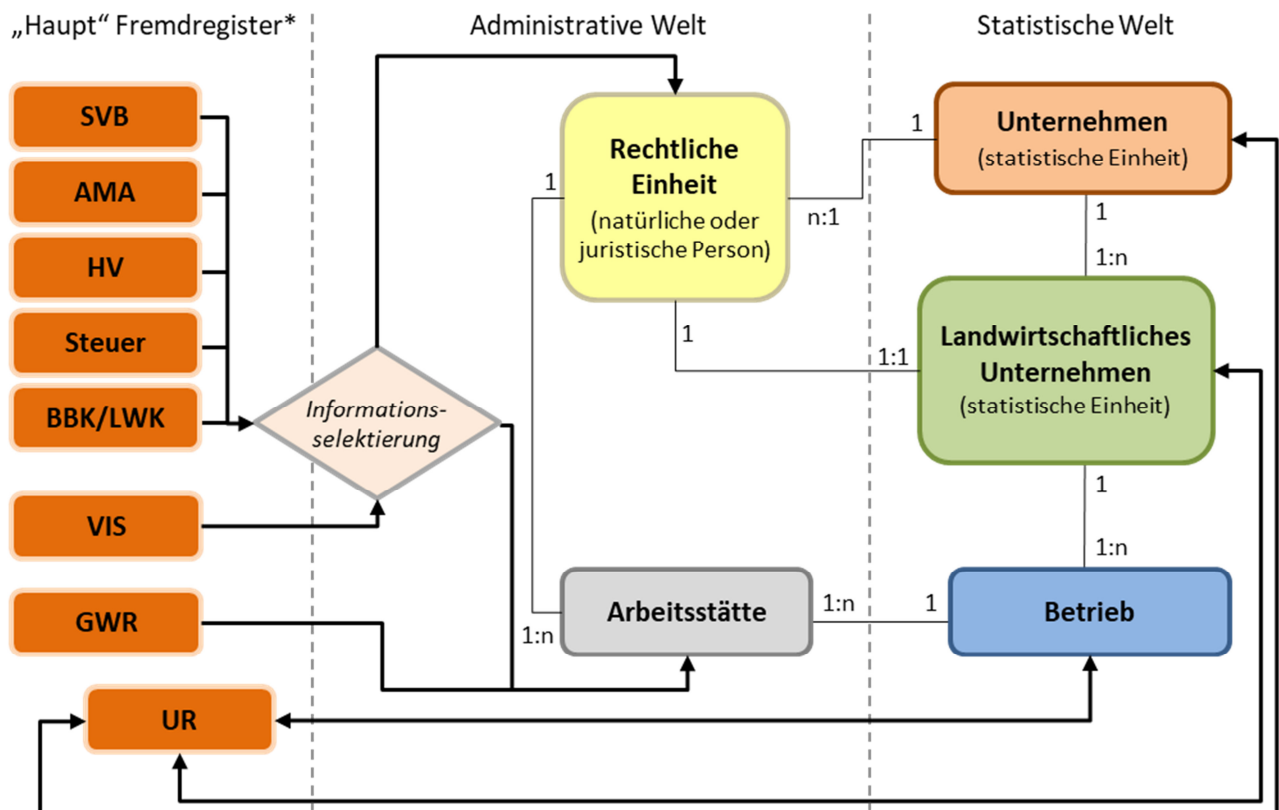 „Haupt“ Fremdregister*
Administrative Welt
Statistische Welt
SVB
AMA
HV
Steuer
BBK/LWK
VIS
GWR
UR
Informations-
selektierung
Rechtliche
Einheit
(natürliche oder
juristische Person)
1
n:1
1
1
1:1
1:n
Arbeitsstätte
1:n
1
Unternehmen
(statistische Einheit)
1
1:n
Landwirtschaftliches
Unternehmen
(statistische Einheit)
1
1:n
Betrieb